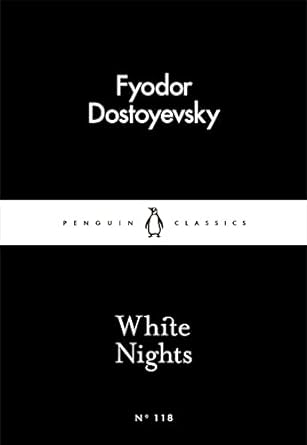 Fyodor
Dostoyevsky
PENGUIN CLASSICS
White
Nights
Nº 118